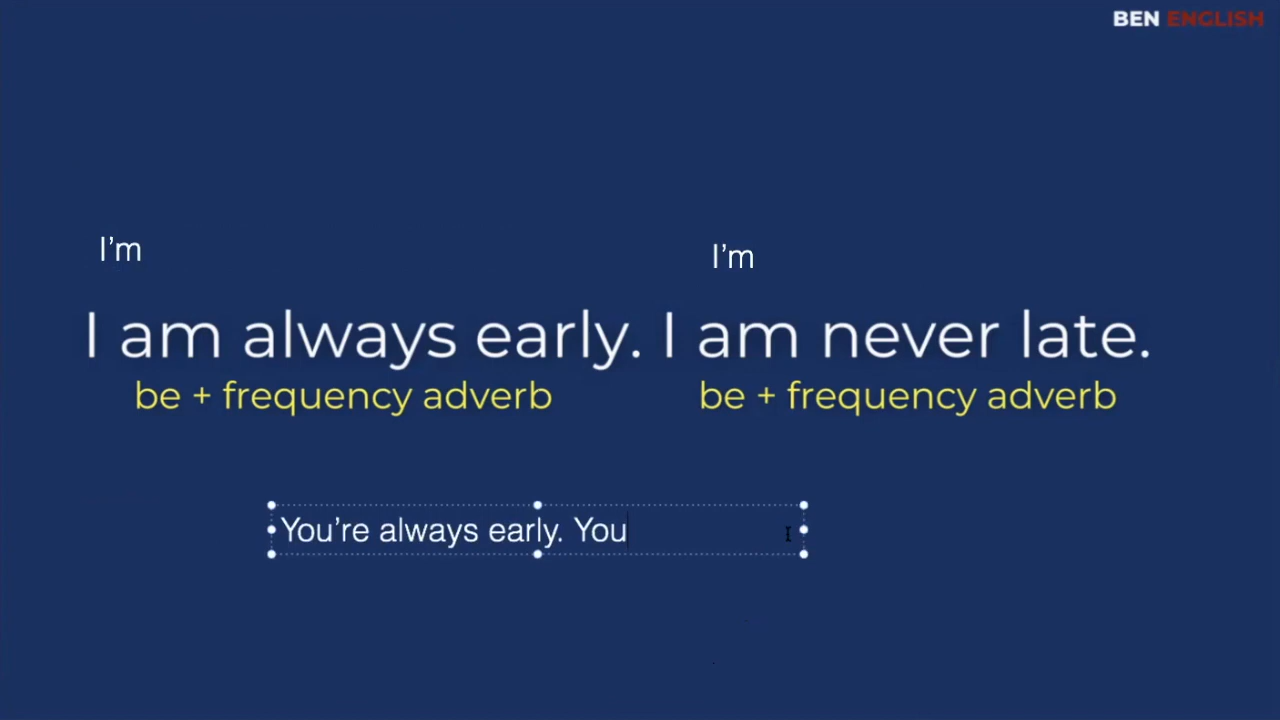 BEN ENGLISH
I'm I'm
I am always early. I am never late.
be + frequency adverb be + frequency adverb
You're always early. You